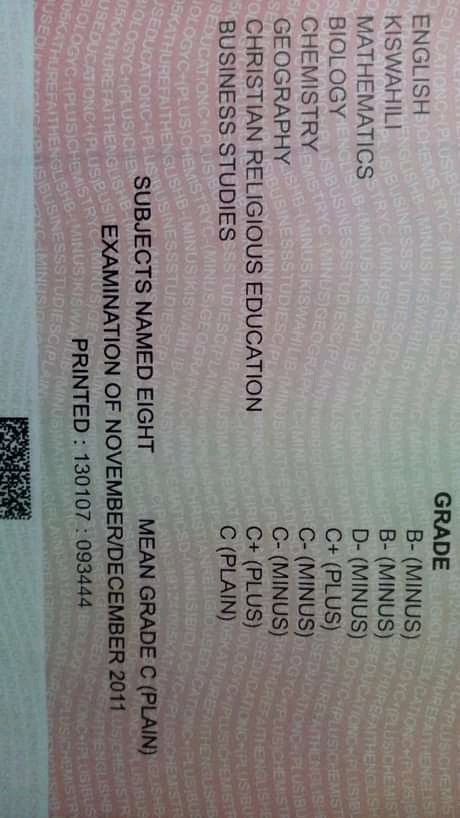 GRADE
ENGLISH B- (MINUS)
KISWAHILI B- (MINUS)
MATHEMATICS D- (MINUS)
BIOLOGY C+ (PLUS)
CHEMISTRY C- (MINUS)
GEOGRAPHY C- (MINUS)
CHRISTIAN RELIGIOUS EDUCATION C+ (PLUS)
BUSINESS STUDIES C (PLAIN)
SUBJECTS NAMED EIGHT MEAN GRADE C (PLAIN)
EXAMINATION OF NOVEMBER/DECEMBER 2011
PRINTED : 130107 : 093444